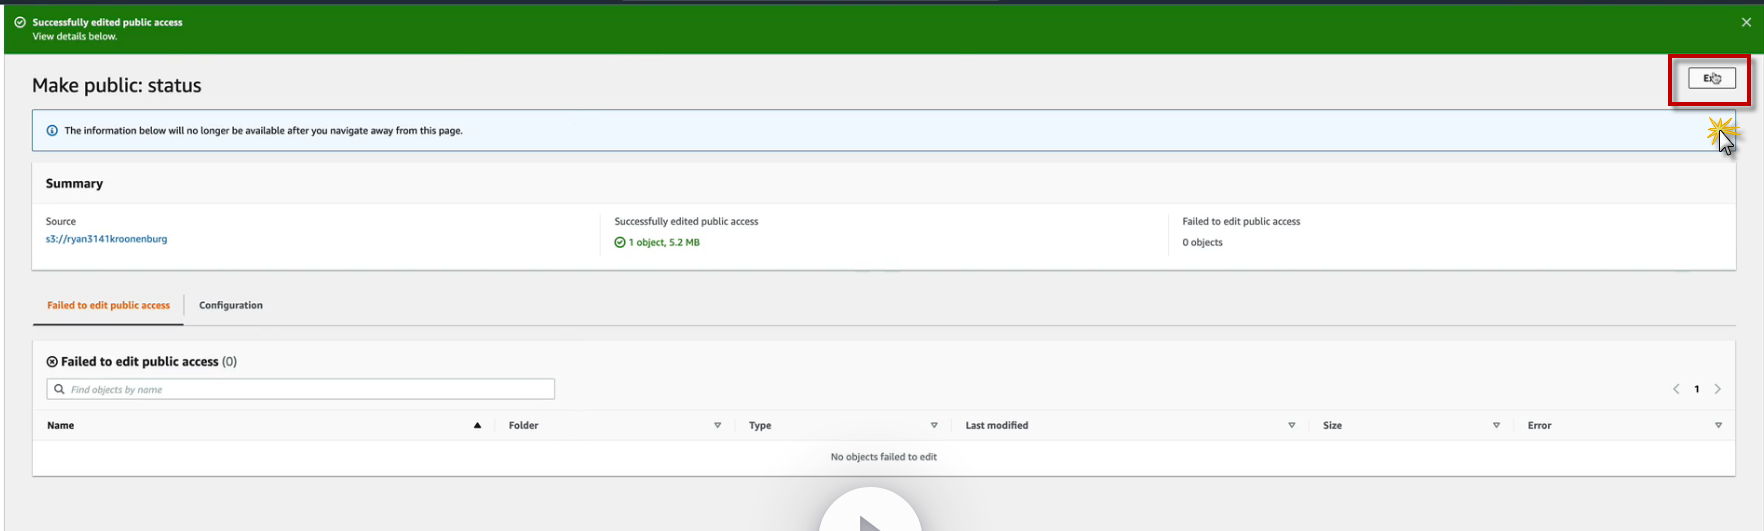 Successfully edited public access
View details below.
Make public: status
The information below will no longer be available after you navigate away from this page.
Summary
Source
s3://ryan3141kroonenburg
Successfully edited public access
1 object, 5.2 MB
Failed to edit public access
0 objects
Failed to edit public access
Configuration
Failed to edit public access (0)
Find objects by name
1
Name Folder Type Last modified Size Error
No objects failed to edit